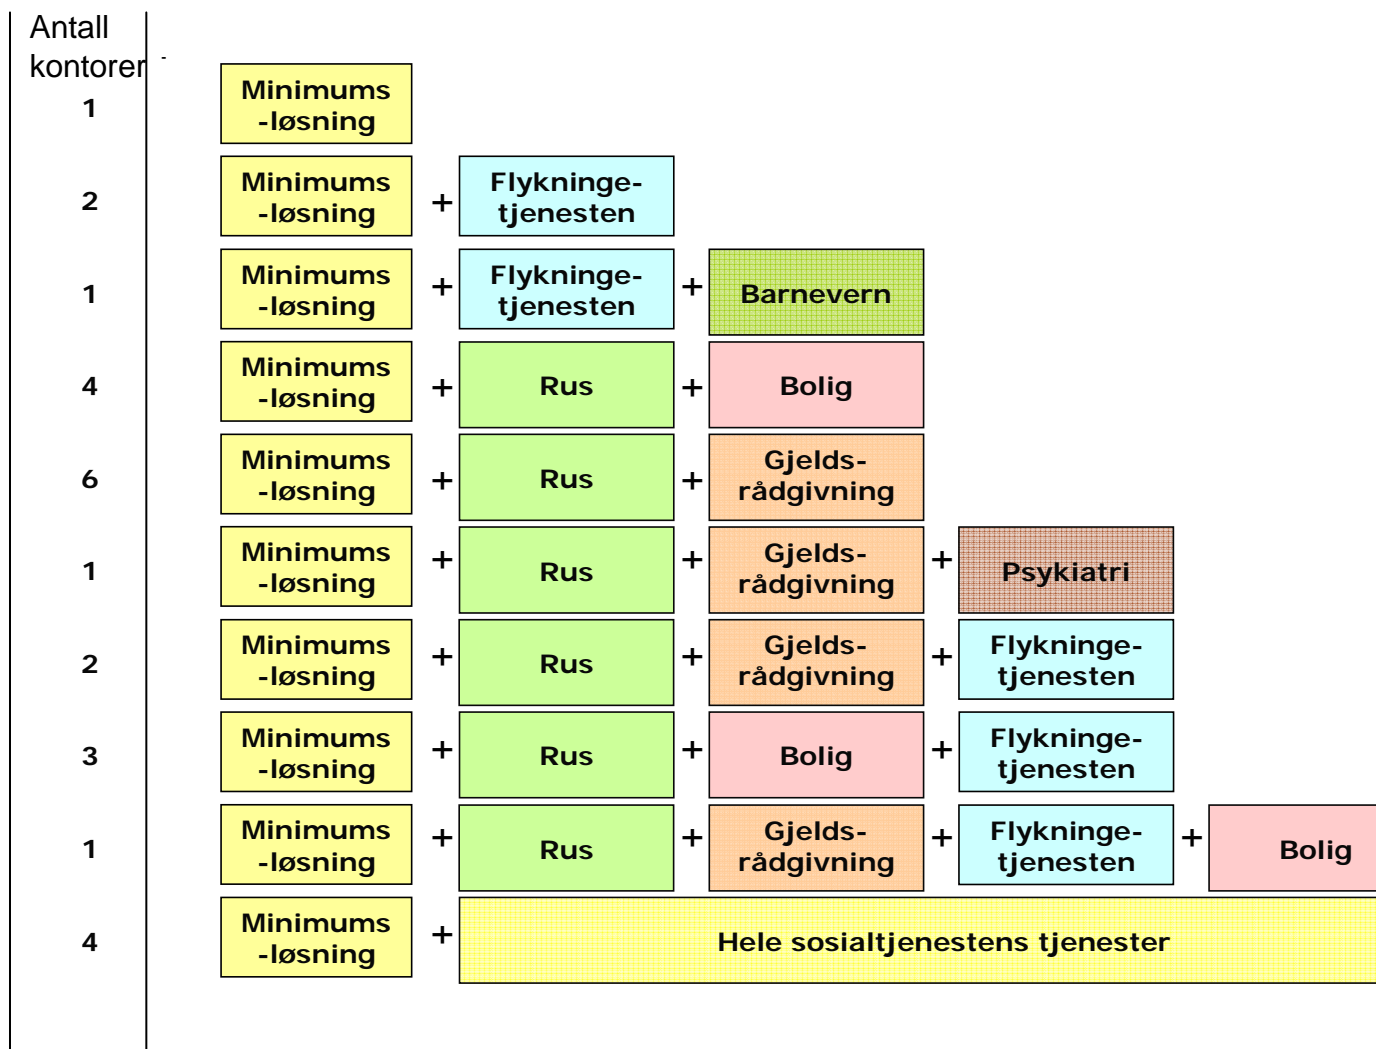 Antall
kontorer -
1
Minimums
-løsning
2
Minimums
-løsning
+
Flykninge-
tjenesten
1
Minimums
-løsning
+
Flykninge-
tjenesten
+
Barnevern
4
Minimums
-løsning
+
Rus
+
Bolig
6
Minimums
-løsning
+
Rus
+
Gjelds-
rådgivning
1
Minimums
-løsning
+
Rus
+
Gjelds-
rådgivning
+
Psykiatri
2
Minimums
-løsning
+
Rus
+
Gjelds-
rådgivning
+
Flykninge-
tjenesten
3
Minimums
-løsning
+
Rus
+
Bolig
+
Flykninge-
tjenesten
1
Minimums
-løsning
+
Rus
+
Gjelds-
rådgivning
+
Flykninge-
tjenesten
+
Bolig
4
Minimums
-løsning
+
Hele sosialtjenestens tjenester